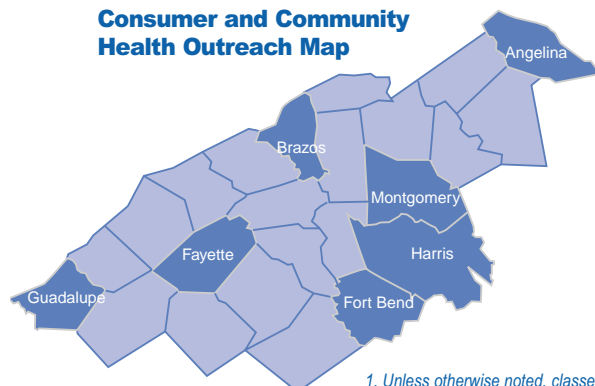 Consumer and Community
Health Outreach Map
Angelina
Brazos
Montgomery
Fayette
Harris
Guadalupe
Fort Bend
1. Unless otherwise noted, classe